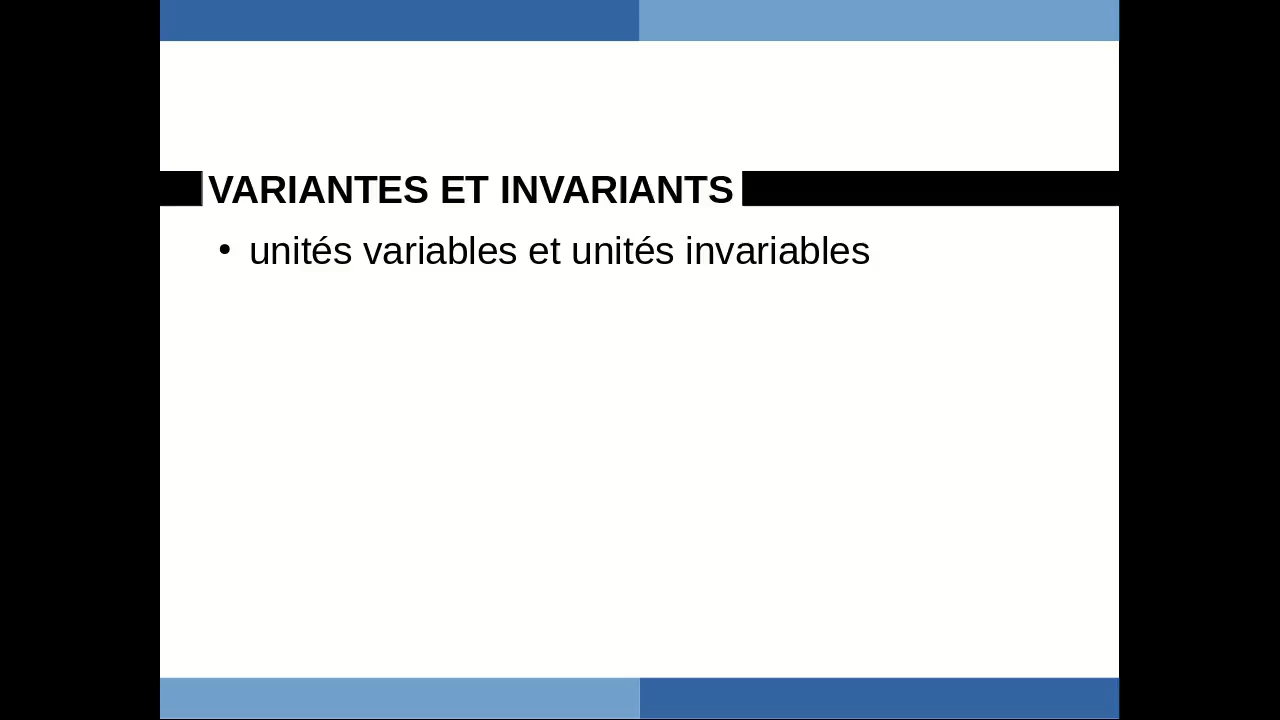 VARIANTES ET INVARIANTS
• unités variables et unités invariables